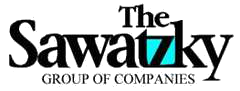 The
Sawatzky
GROUP OF COMPANIES